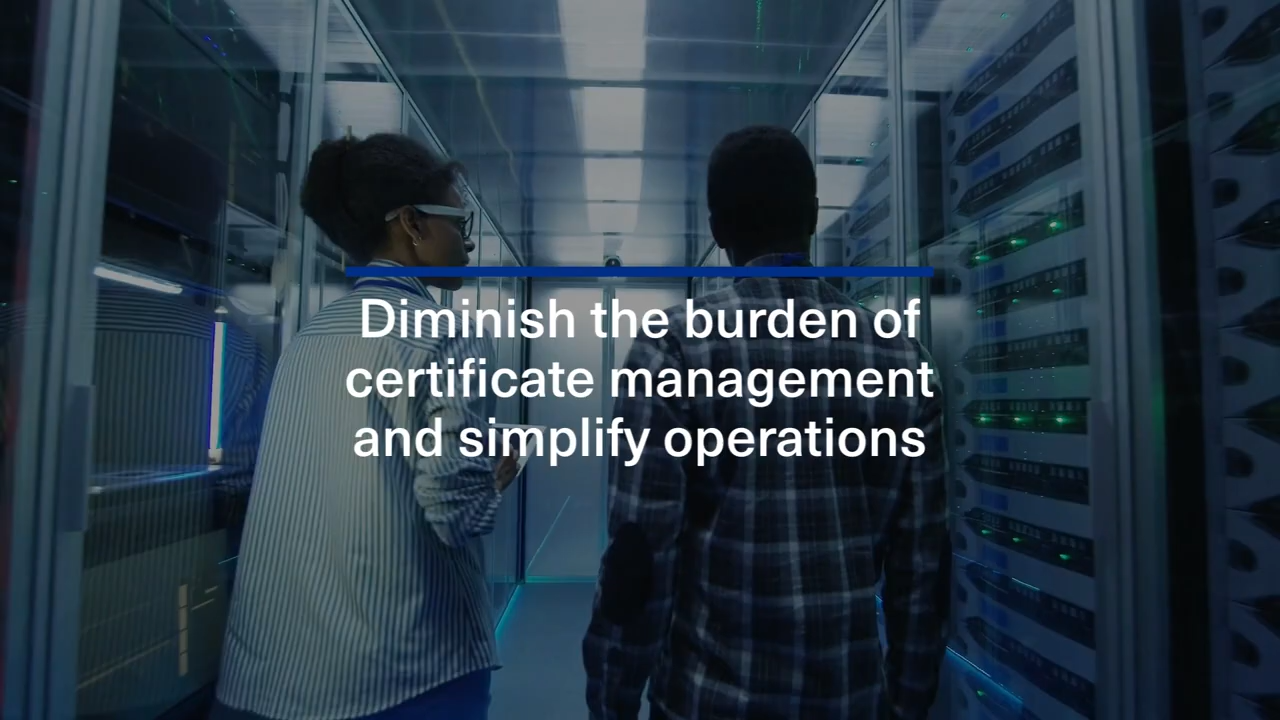 Diminish the burden of
certificate management
and simplify operations